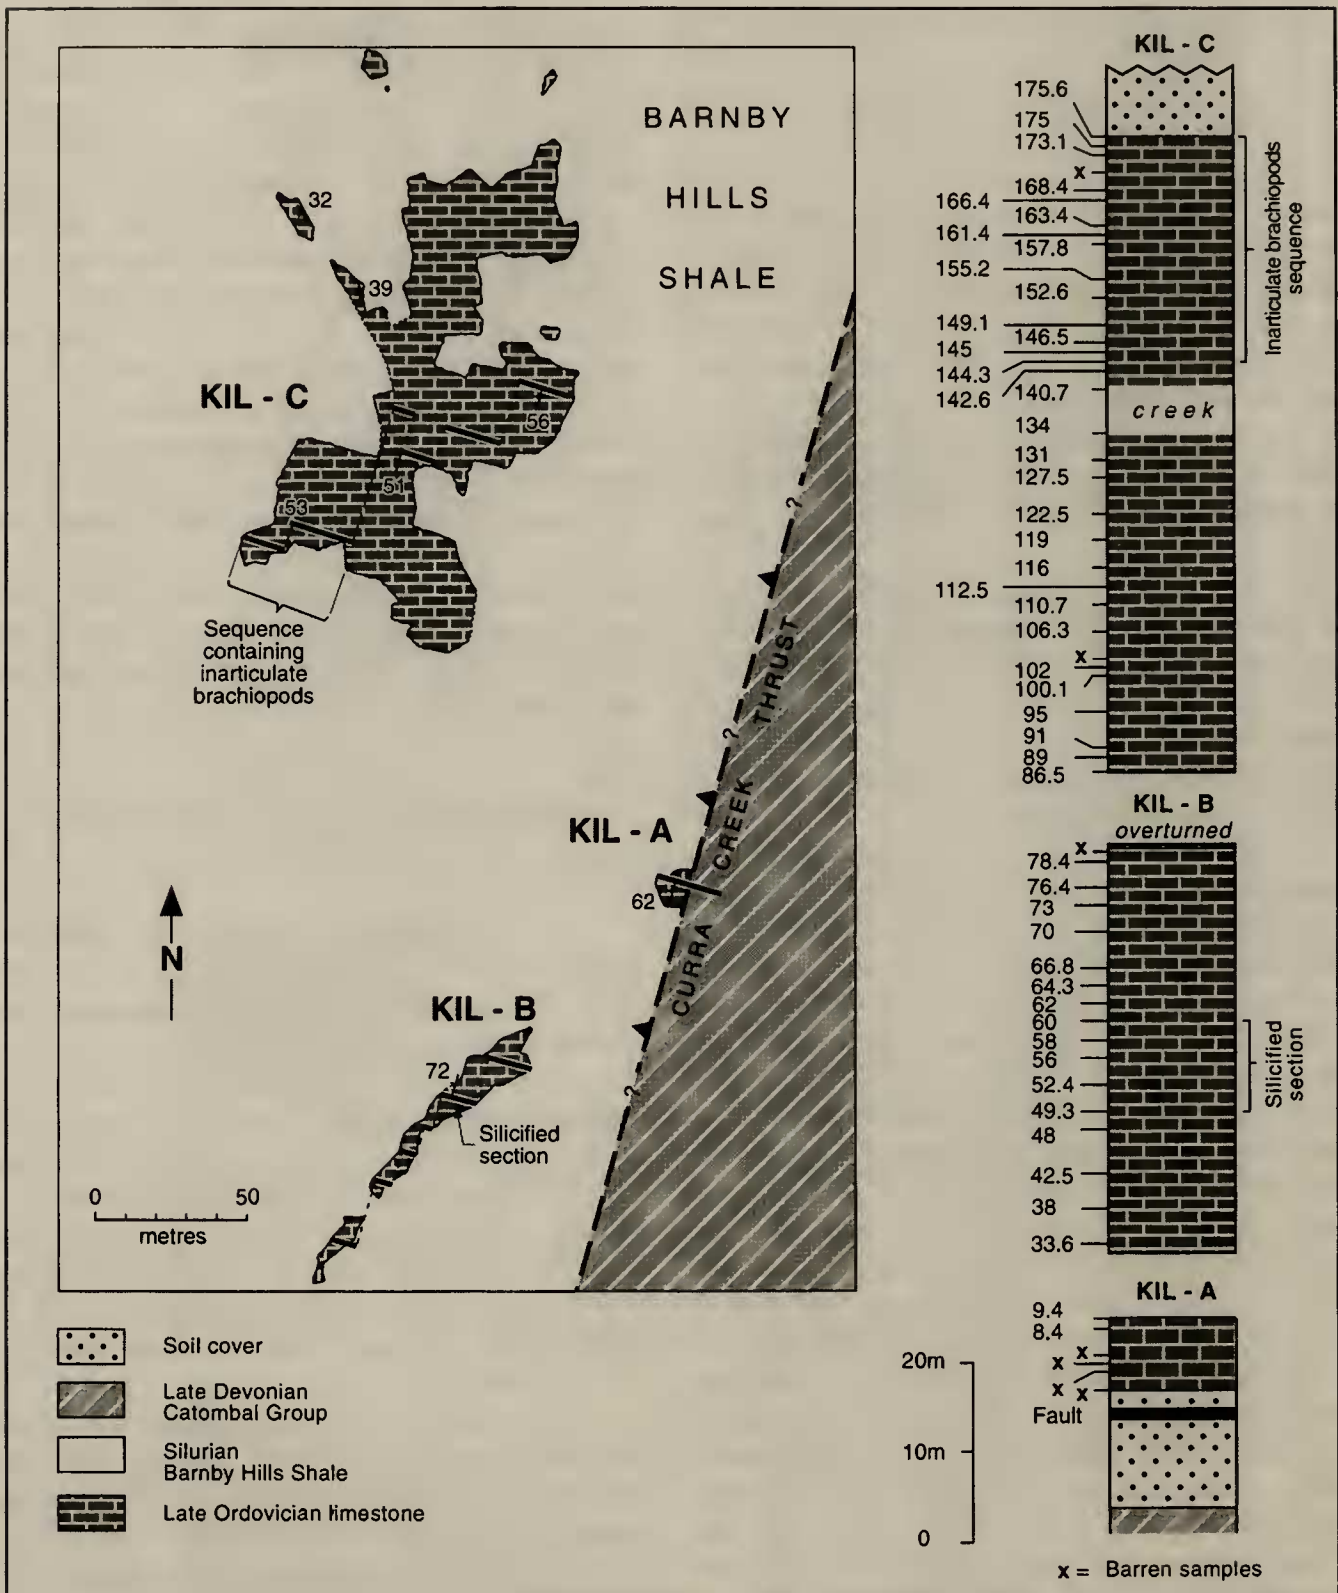 BARNBY
HILLS
SHALE
32
39
KIL - C
56
51
53
Sequence
containing
inarticulate
brachiopods
CURRA CREEK THRUST
?
?
?
KIL - A
62
N
KIL - B
72
Silicified
section
0 50
metres
Soil cover
Late Devonian
Catombal Group
Silurian
Barnby Hills Shale
Late Ordovician limestone
KIL - C
175.6
175
173.1
x
168.4
166.4
163.4
161.4
157.8
155.2
152.6
149.1
146.5
145
144.3
142.6
140.7
creek
134
131
127.5
122.5
119
116
112.5
110.7
106.3
x
102
100.1
95
91
89
86.5
Inarticulate brachiopods
sequence
KIL - B
overturned
x
78.4
76.4
73
70
66.8
64.3
62
60
58
56
52.4
49.3
48
42.5
38
33.6
Silicified
section
KIL - A
9.4
8.4
x
x
x
x
Fault
20m
10m
0
x = Barren samples